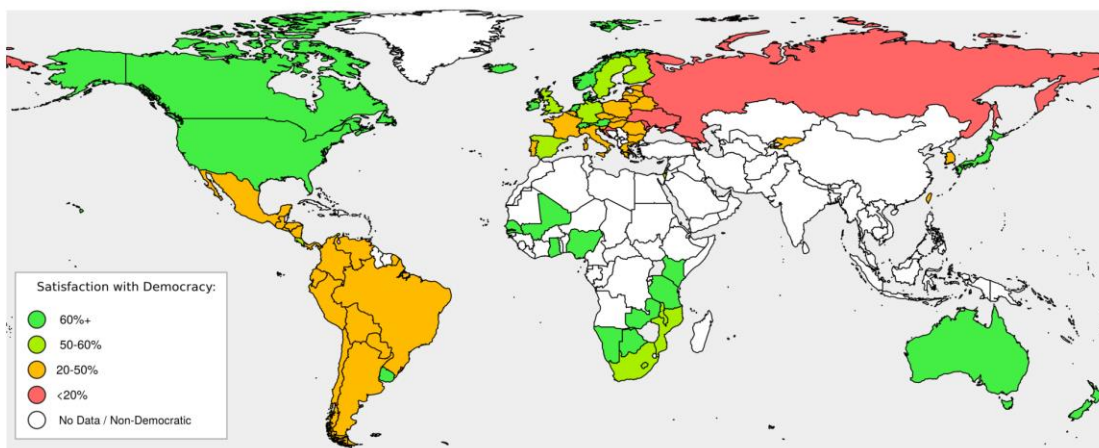 Satisfaction with Democracy:
60%+
50-60%
20-50%
<20%
No Data / Non-Democratic